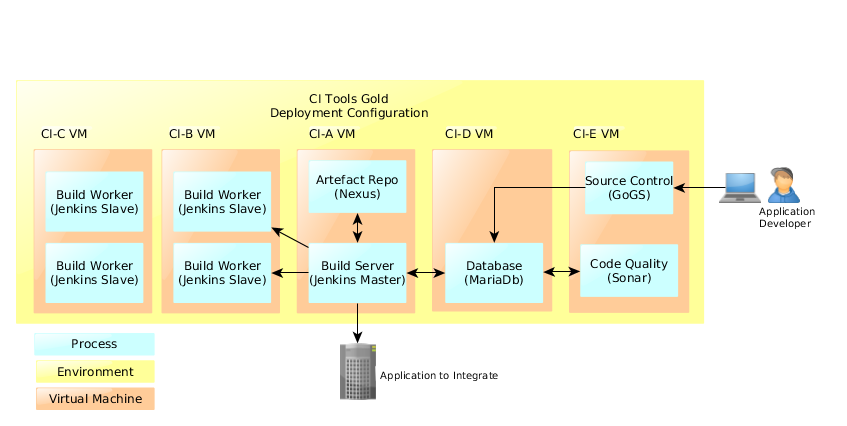 CI Tools Gold
Deployment Configuration
CI-C VM
CI-B VM
CI-A VM
CI-D VM
CI-E VM
Build Worker
(Jenkins Slave)
Build Worker
(Jenkins Slave)
Build Worker
(Jenkins Slave)
Build Worker
(Jenkins Slave)
Artefact Repo
(Nexus)
Build Server
(Jenkins Master)
Database
(MariaDb)
Source Control
(GoGS)
Code Quality
(Sonar)
Application
Developer
Process
Environment
Virtual Machine
Application to Integrate